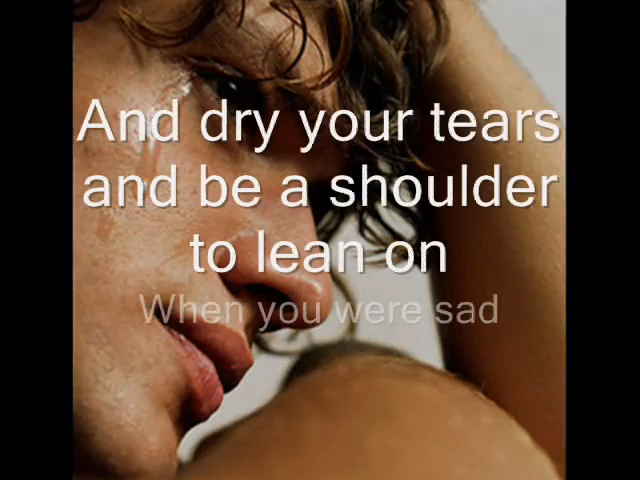 And dry your tears
and be a shoulder
to lean on
When you were sad